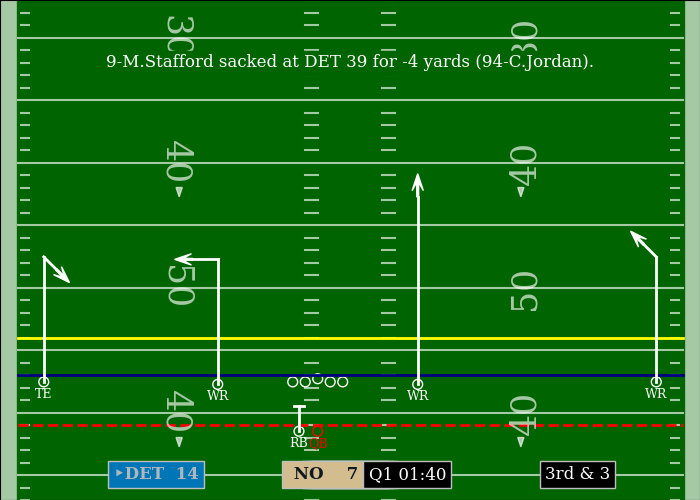 30 30
9-M.Stafford sacked at DET 39 for -4 yards (94-C.Jordan).
40 40
50 50
TE WR WR WR
40 40
RB QB
DET 14 NO 7 Q1 01:40 3rd & 3